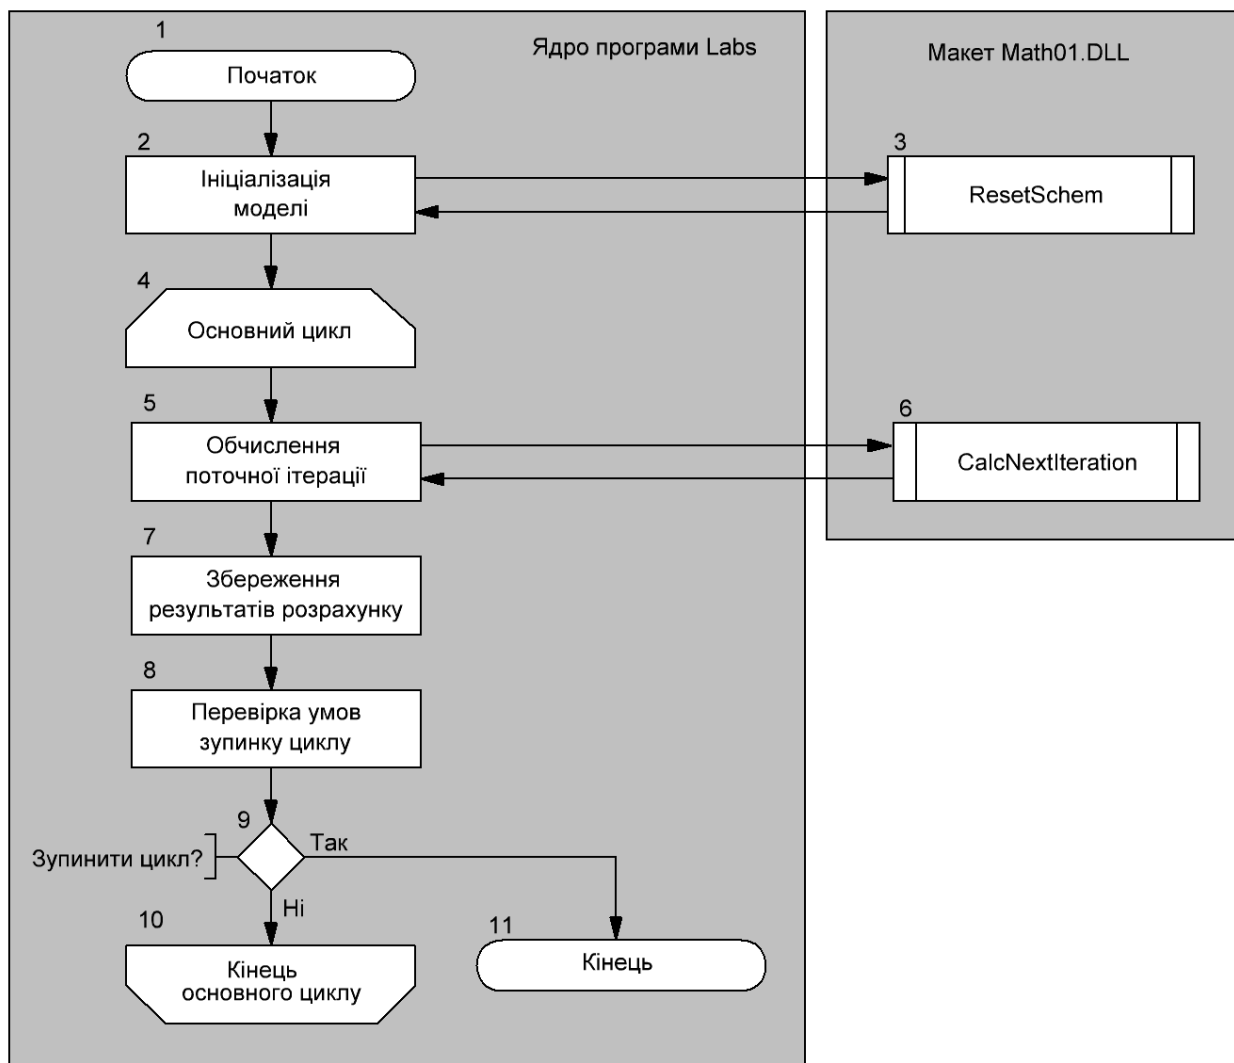 Ядро програми Labs
Макет Math01.DLL
1
Початок
2
Ініціалізація
моделі
3
ResetSchem
4
Основний цикл
5
Обчислення
поточної ітерації
6
CalcNextIteration
7
Збереження
результатів розрахунку
8
Перевірка умов
зупинку циклу
9
Зупинити цикл?
Так
Ні
10
Кінець
основного циклу
11
Кінець